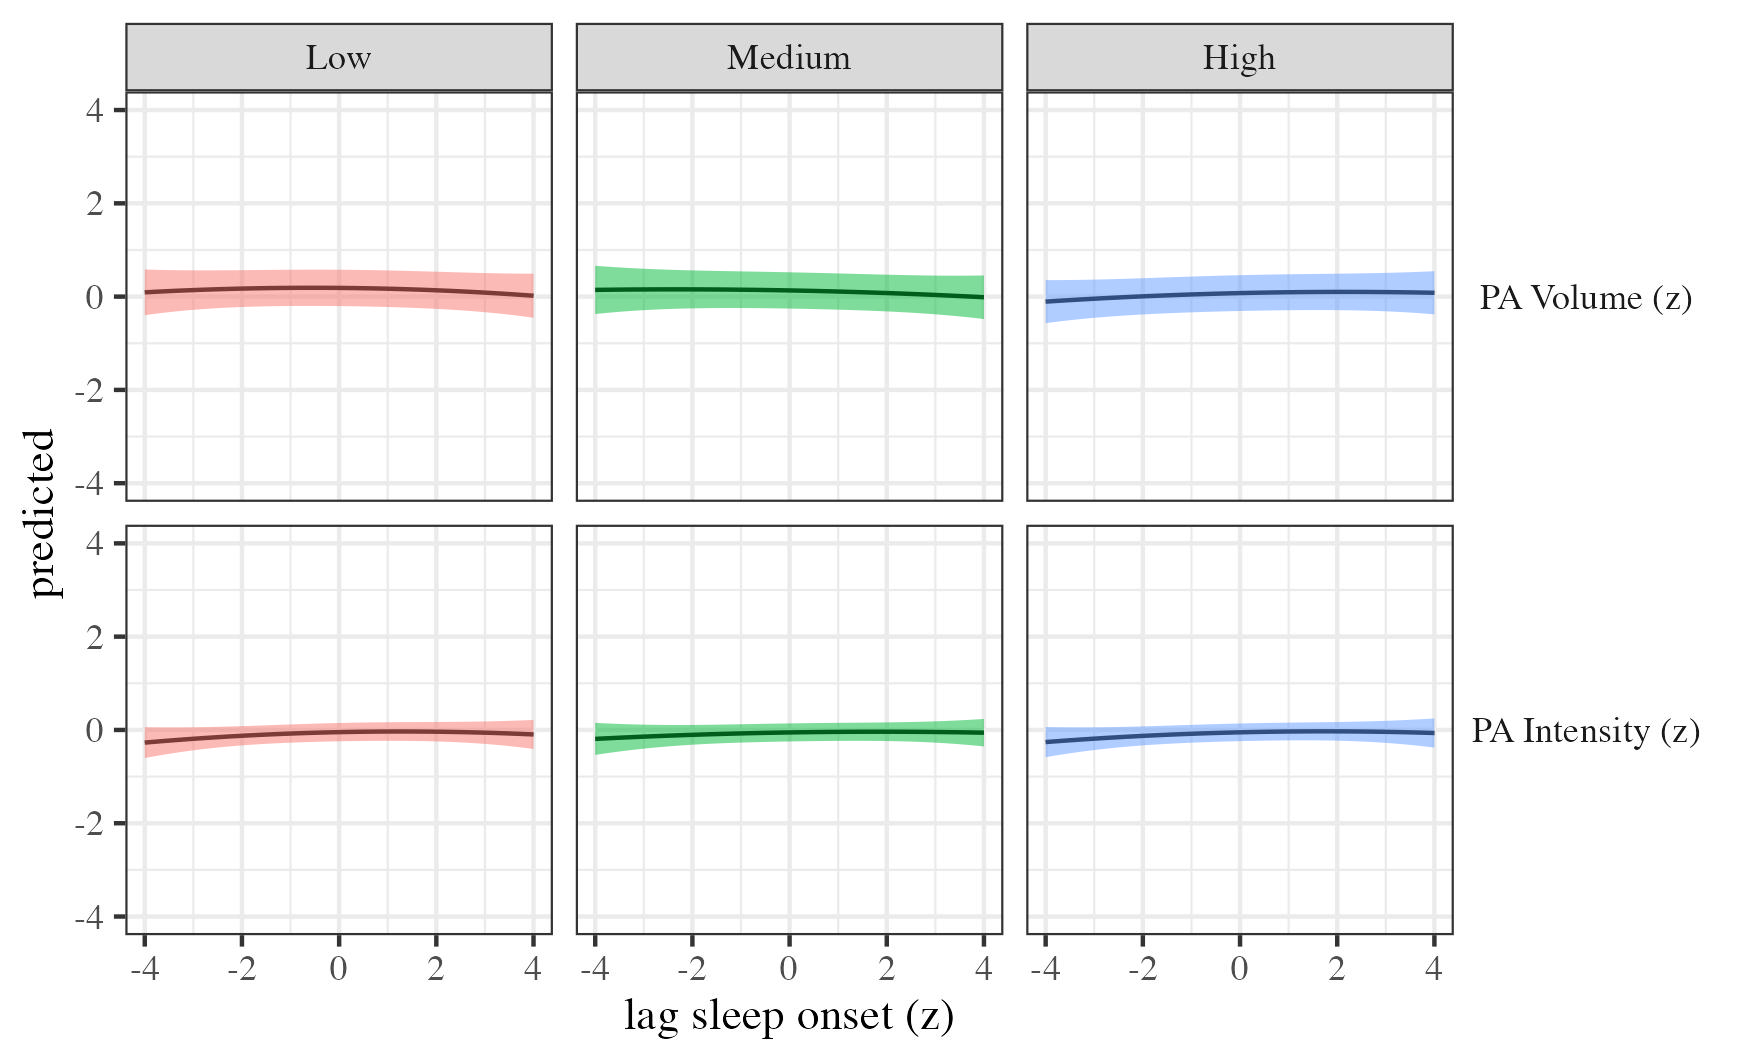 Low Medium High
4
2
0
-2
-4
PA Volume (z)
predicted
4
2
0
-2
-4
PA Intensity (z)
-4 -2 0 2 4 -4 -2 0 2 4 -4 -2 0 2 4
lag sleep onset (z)